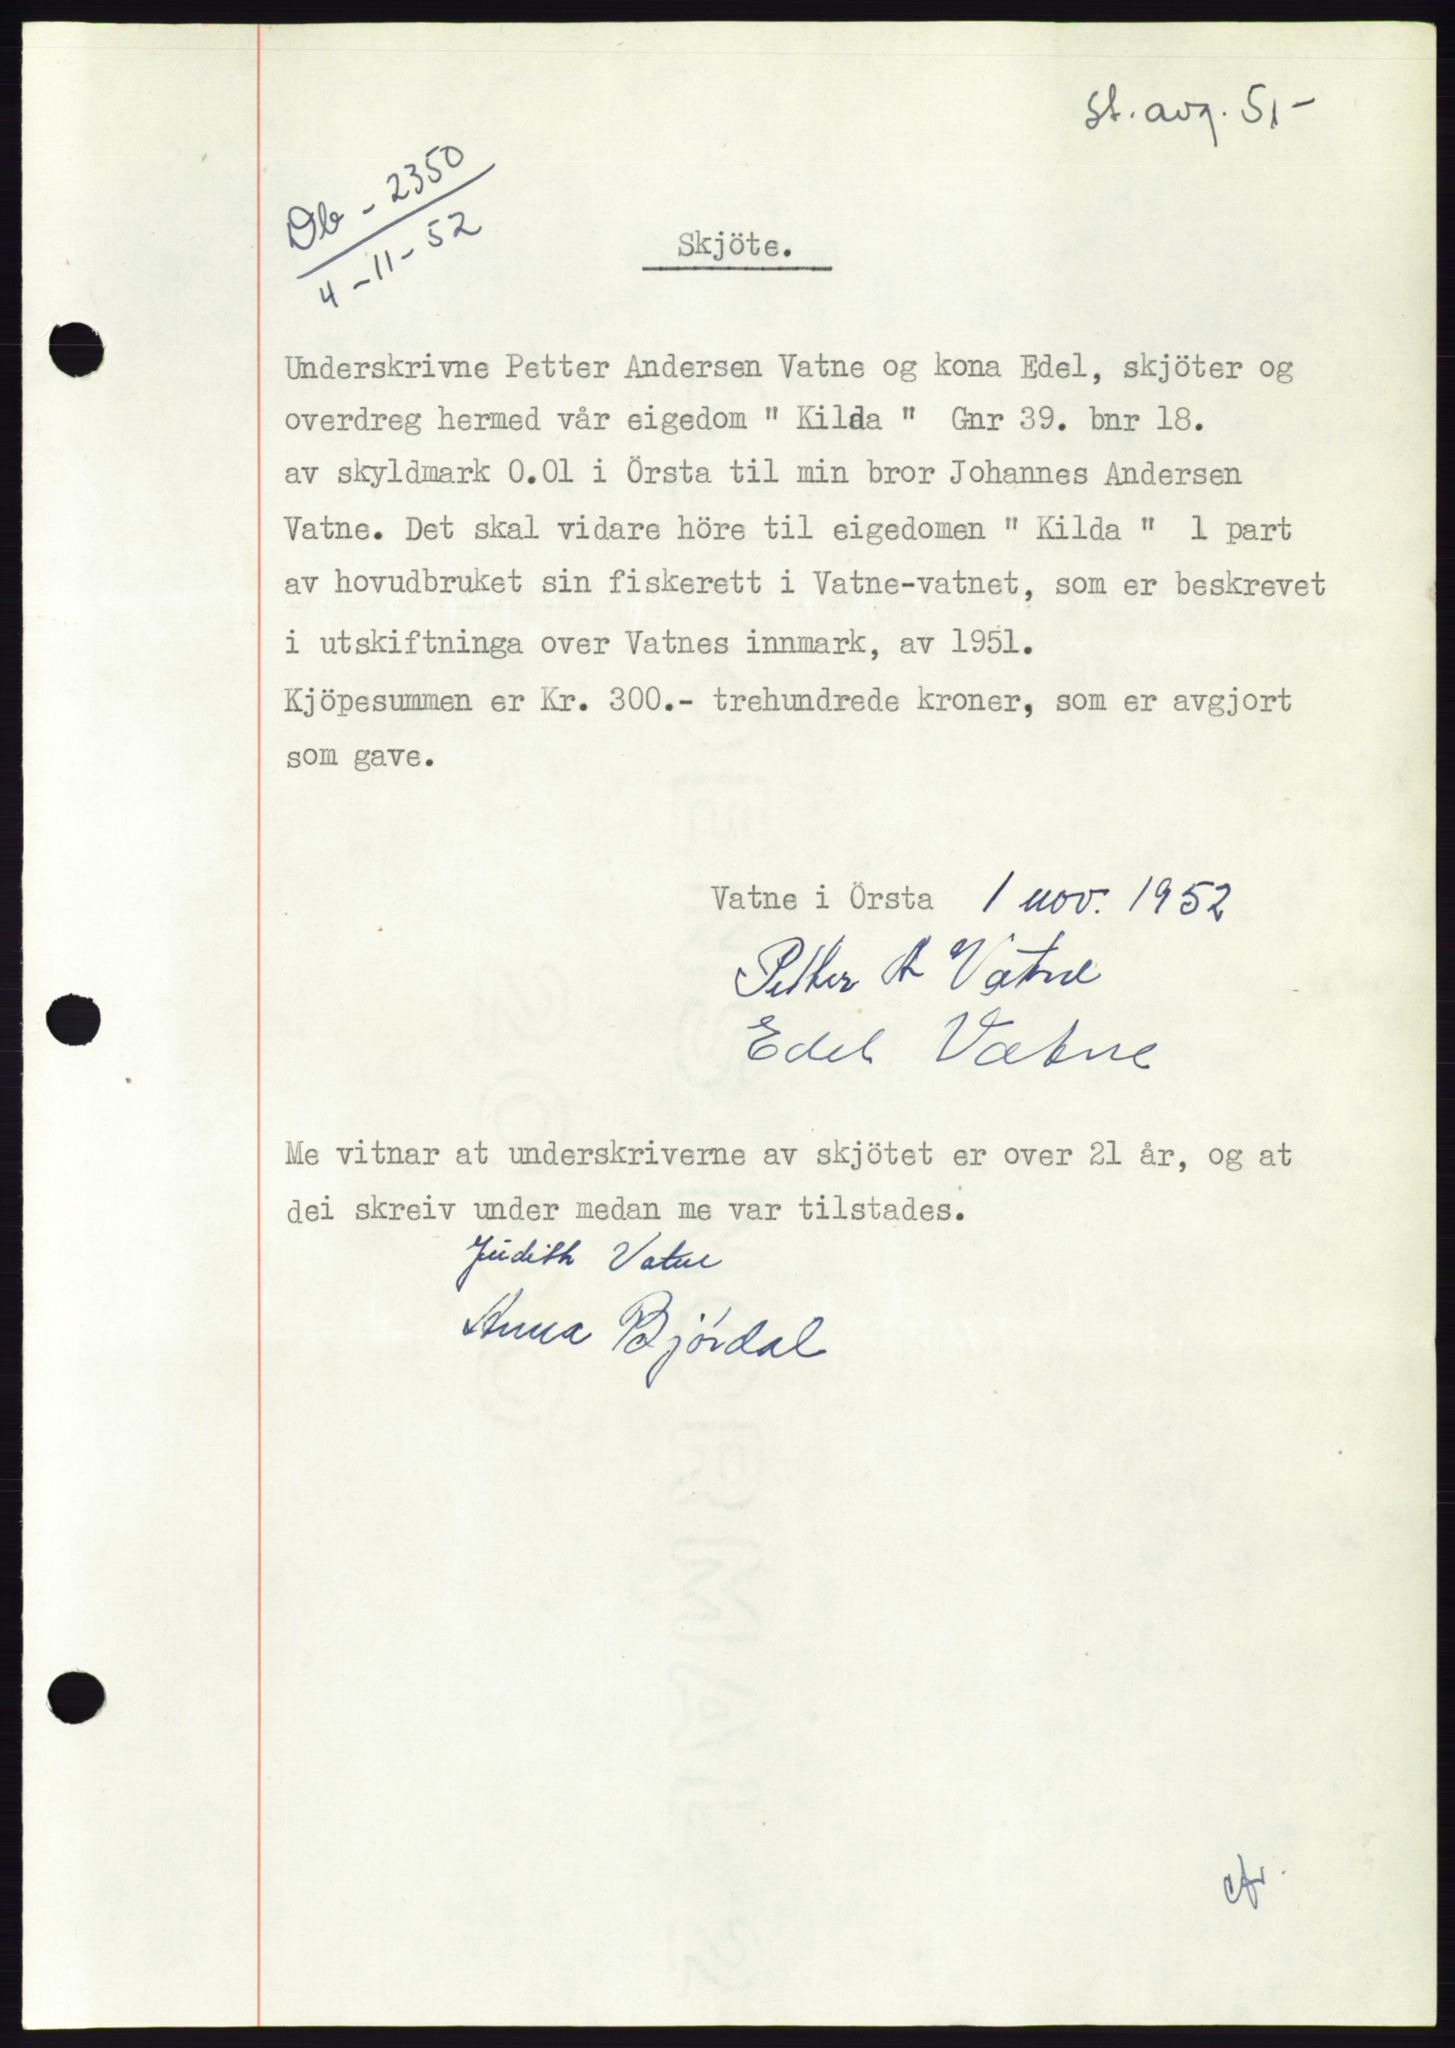 St. avg. 5,-
Db - 2350
4-11-52
Skjöte.
Underskrivne Petter Andersen Vatne og kona Edel, skjöter og
overdreg hermed vår eigedom " Kilda " Gnr 39. bnr 18.
av skyldmark 0.01 i Örsta til min bror Johannes Andersen
Vatne. Det skal vidare höre til eigedomen " Kilda " 1 part
av hovudbruket sin fiskerett i Vatne-vatnet, som er beskrevet
i utskiftninga over Vatnes innmark, av 1951.
Kjöpesummen er Kr. 300.- trehundrede kroner, som er avgjort
som gave.
Vatne i Örsta 1 nov. 1952
Petter A Vatne
Edel Vatne
Me vitnar at underskriverne av skjötet er over 21 år, og at
dei skreiv under medan me var tilstades.
Judith Vatne
Anna Bjørdal